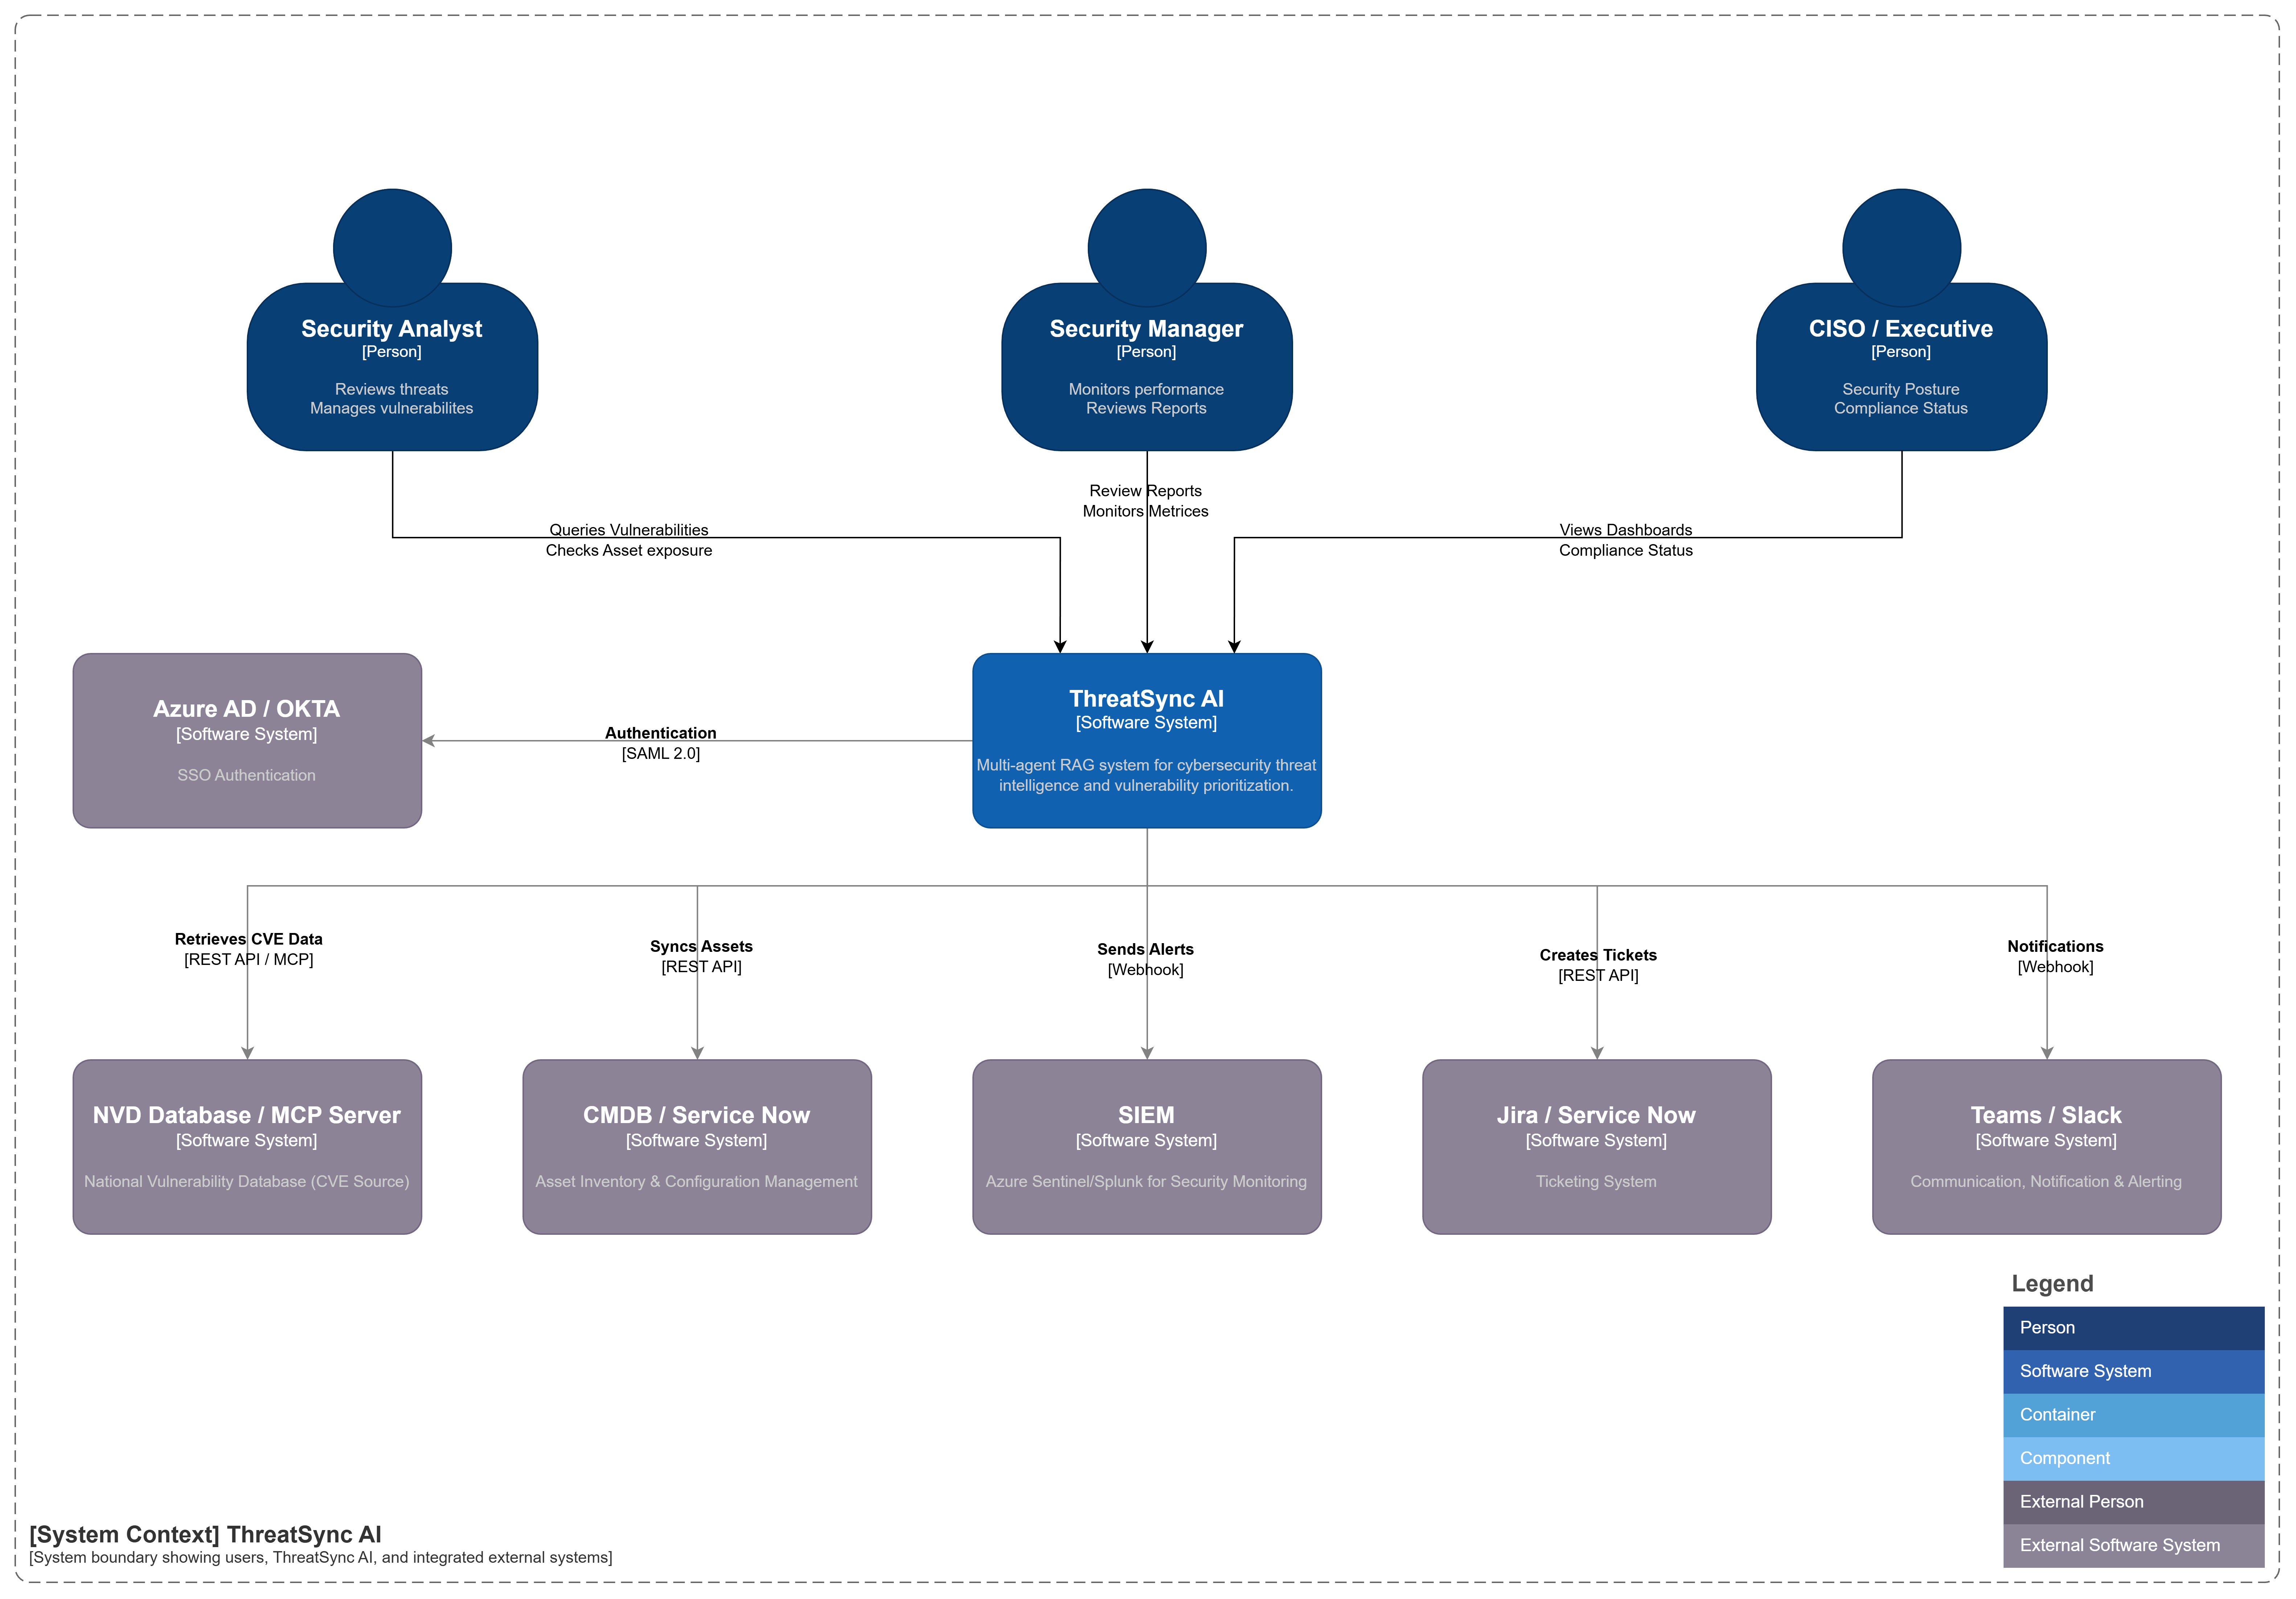 Security Analyst
[Person]
Reviews threats
Manages vulnerabilites
Security Manager
[Person]
Monitors performance
Reviews Reports
CISO / Executive
[Person]
Security Posture
Compliance Status
Queries Vulnerabilities
Checks Asset exposure
Review Reports
Monitors Metrices
Views Dashboards
Compliance Status
Azure AD / OKTA
[Software System]
SSO Authentication
Authentication
[SAML 2.0]
ThreatSync AI
[Software System]
Multi-agent RAG system for cybersecurity threat
intelligence and vulnerability prioritization.
Retrieves CVE Data
[REST API / MCP]
Syncs Assets
[REST API]
Sends Alerts
[Webhook]
Creates Tickets
[REST API]
Notifications
[Webhook]
NVD Database / MCP Server
[Software System]
National Vulnerability Database (CVE Source)
CMDB / Service Now
[Software System]
Asset Inventory & Configuration Management
SIEM
[Software System]
Azure Sentinel/Splunk for Security Monitoring
Jira / Service Now
[Software System]
Ticketing System
Teams / Slack
[Software System]
Communication, Notification & Alerting
Legend
Person
Software System
Container
Component
External Person
External Software System
[System Context] ThreatSync AI
[System boundary showing users, ThreatSync AI, and integrated external systems]